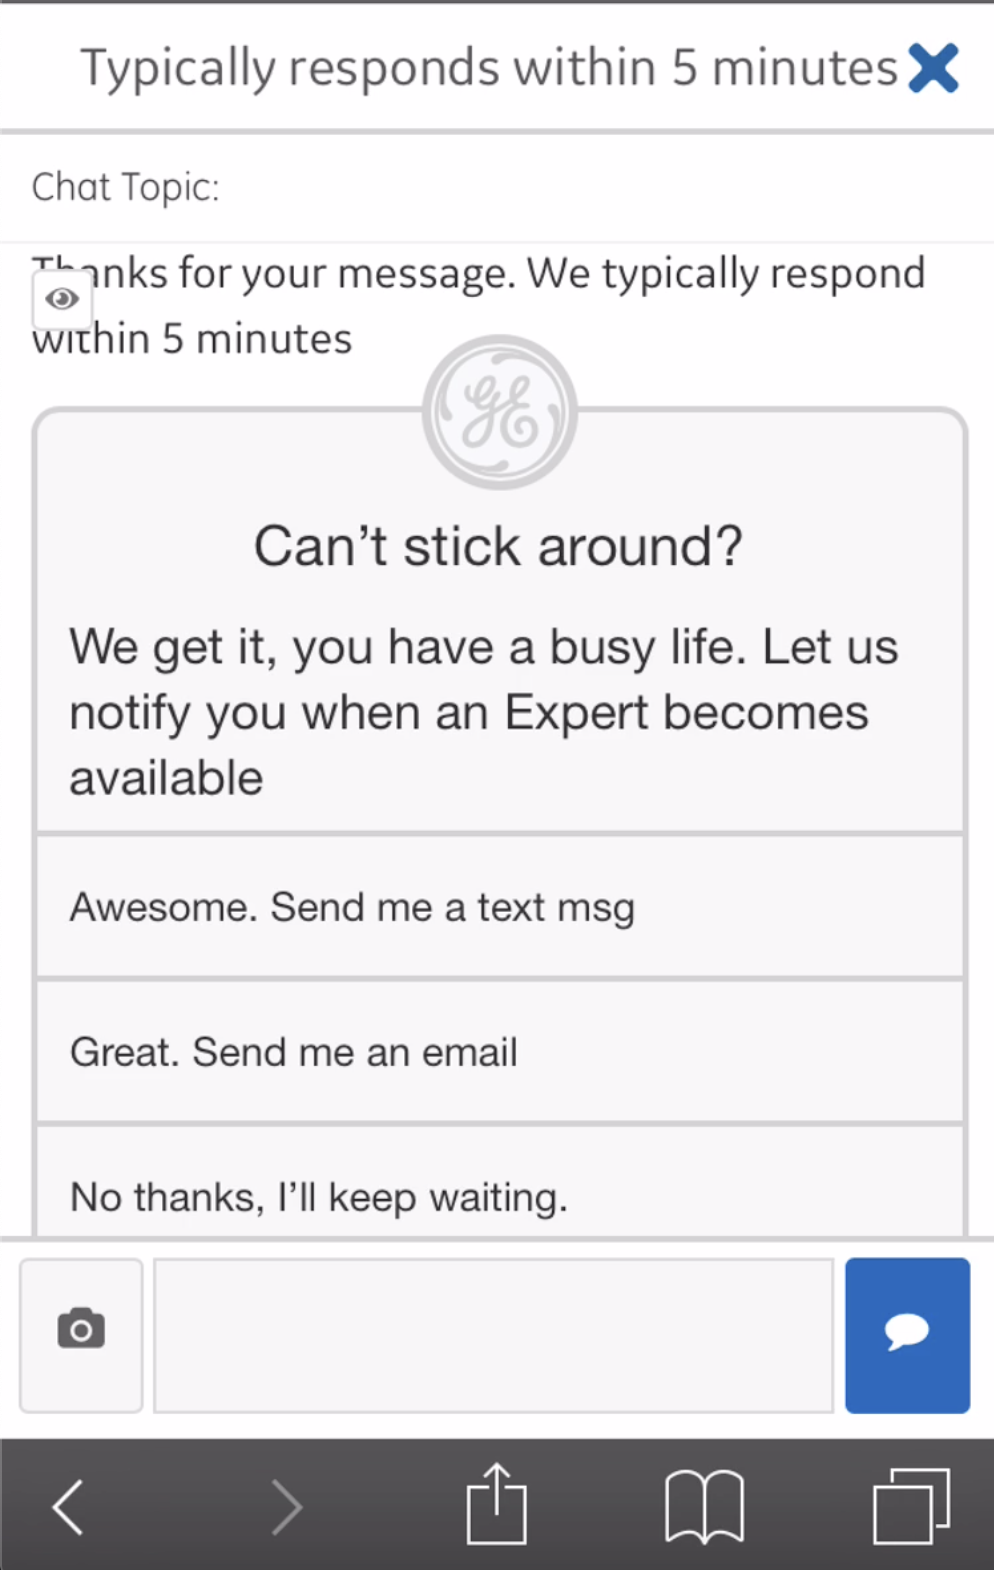 Typically responds within 5 minutes
Chat Topic:
Thanks for your message. We typically respond
within 5 minutes
GE
Can’t stick around?
We get it, you have a busy life. Let us
notify you when an Expert becomes
available
Awesome. Send me a text msg
Great. Send me an email
No thanks, I’ll keep waiting.